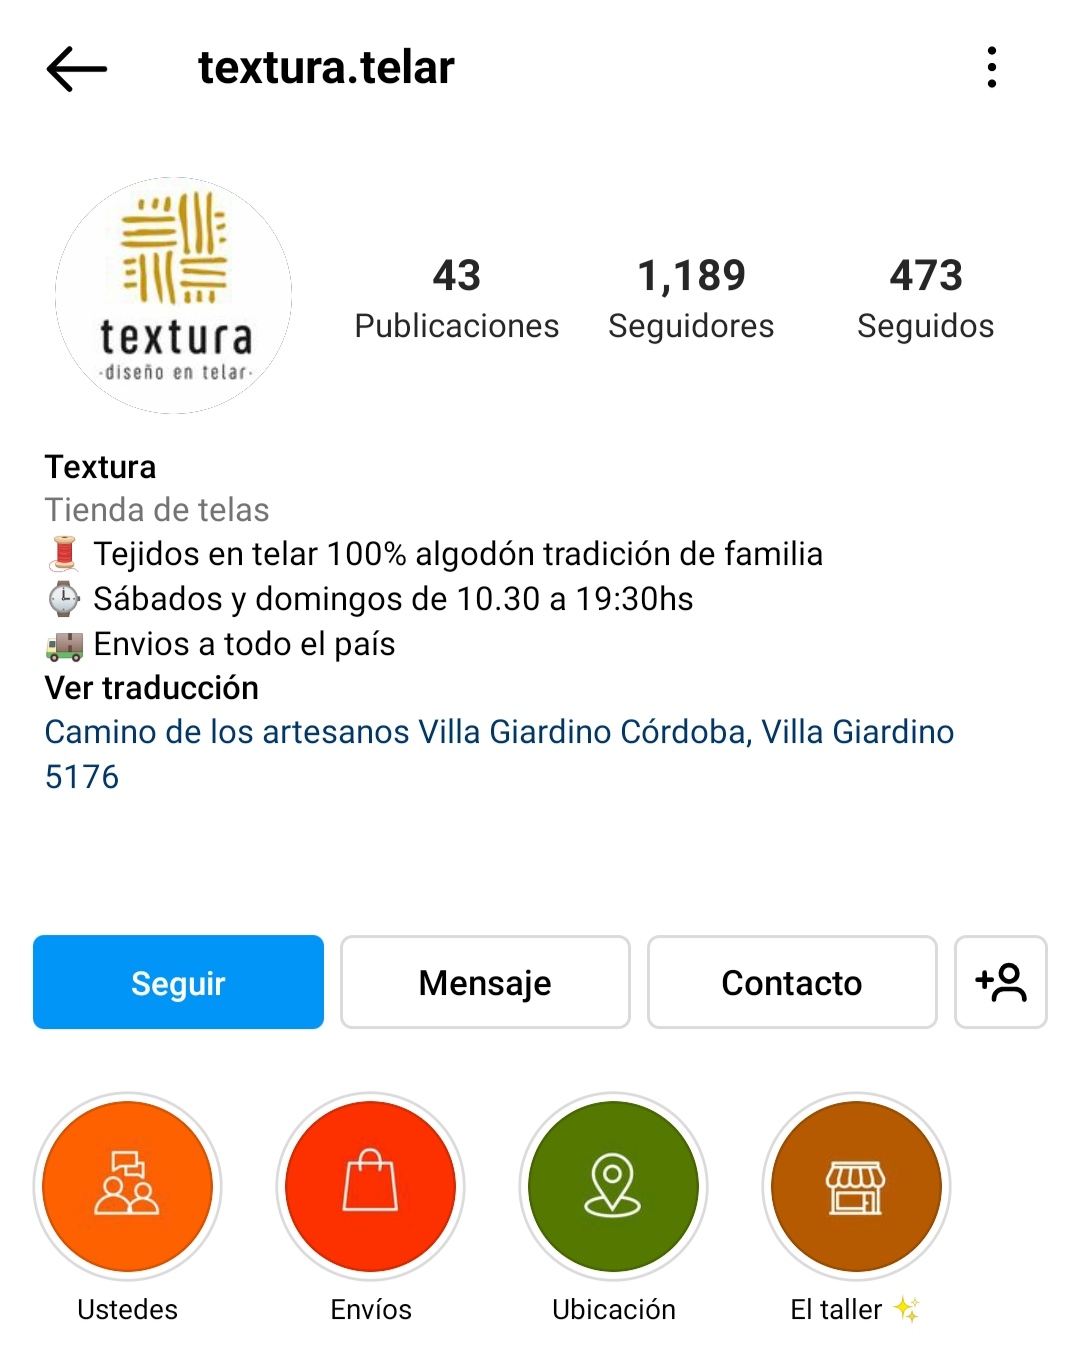 textura.telar
textura
·diseño en telar·
43
Publicaciones
1,189
Seguidores
473
Seguidos
Textura
Tienda de telas
Tejidos en telar 100% algodón tradición de familia
Sábados y domingos de 10.30 a 19:30hs
Envios a todo el país
Ver traducción
Camino de los artesanos Villa Giardino Córdoba, Villa Giardino
5176
Seguir
Mensaje
Contacto
Ustedes
Envíos
Ubicación
El taller ✨